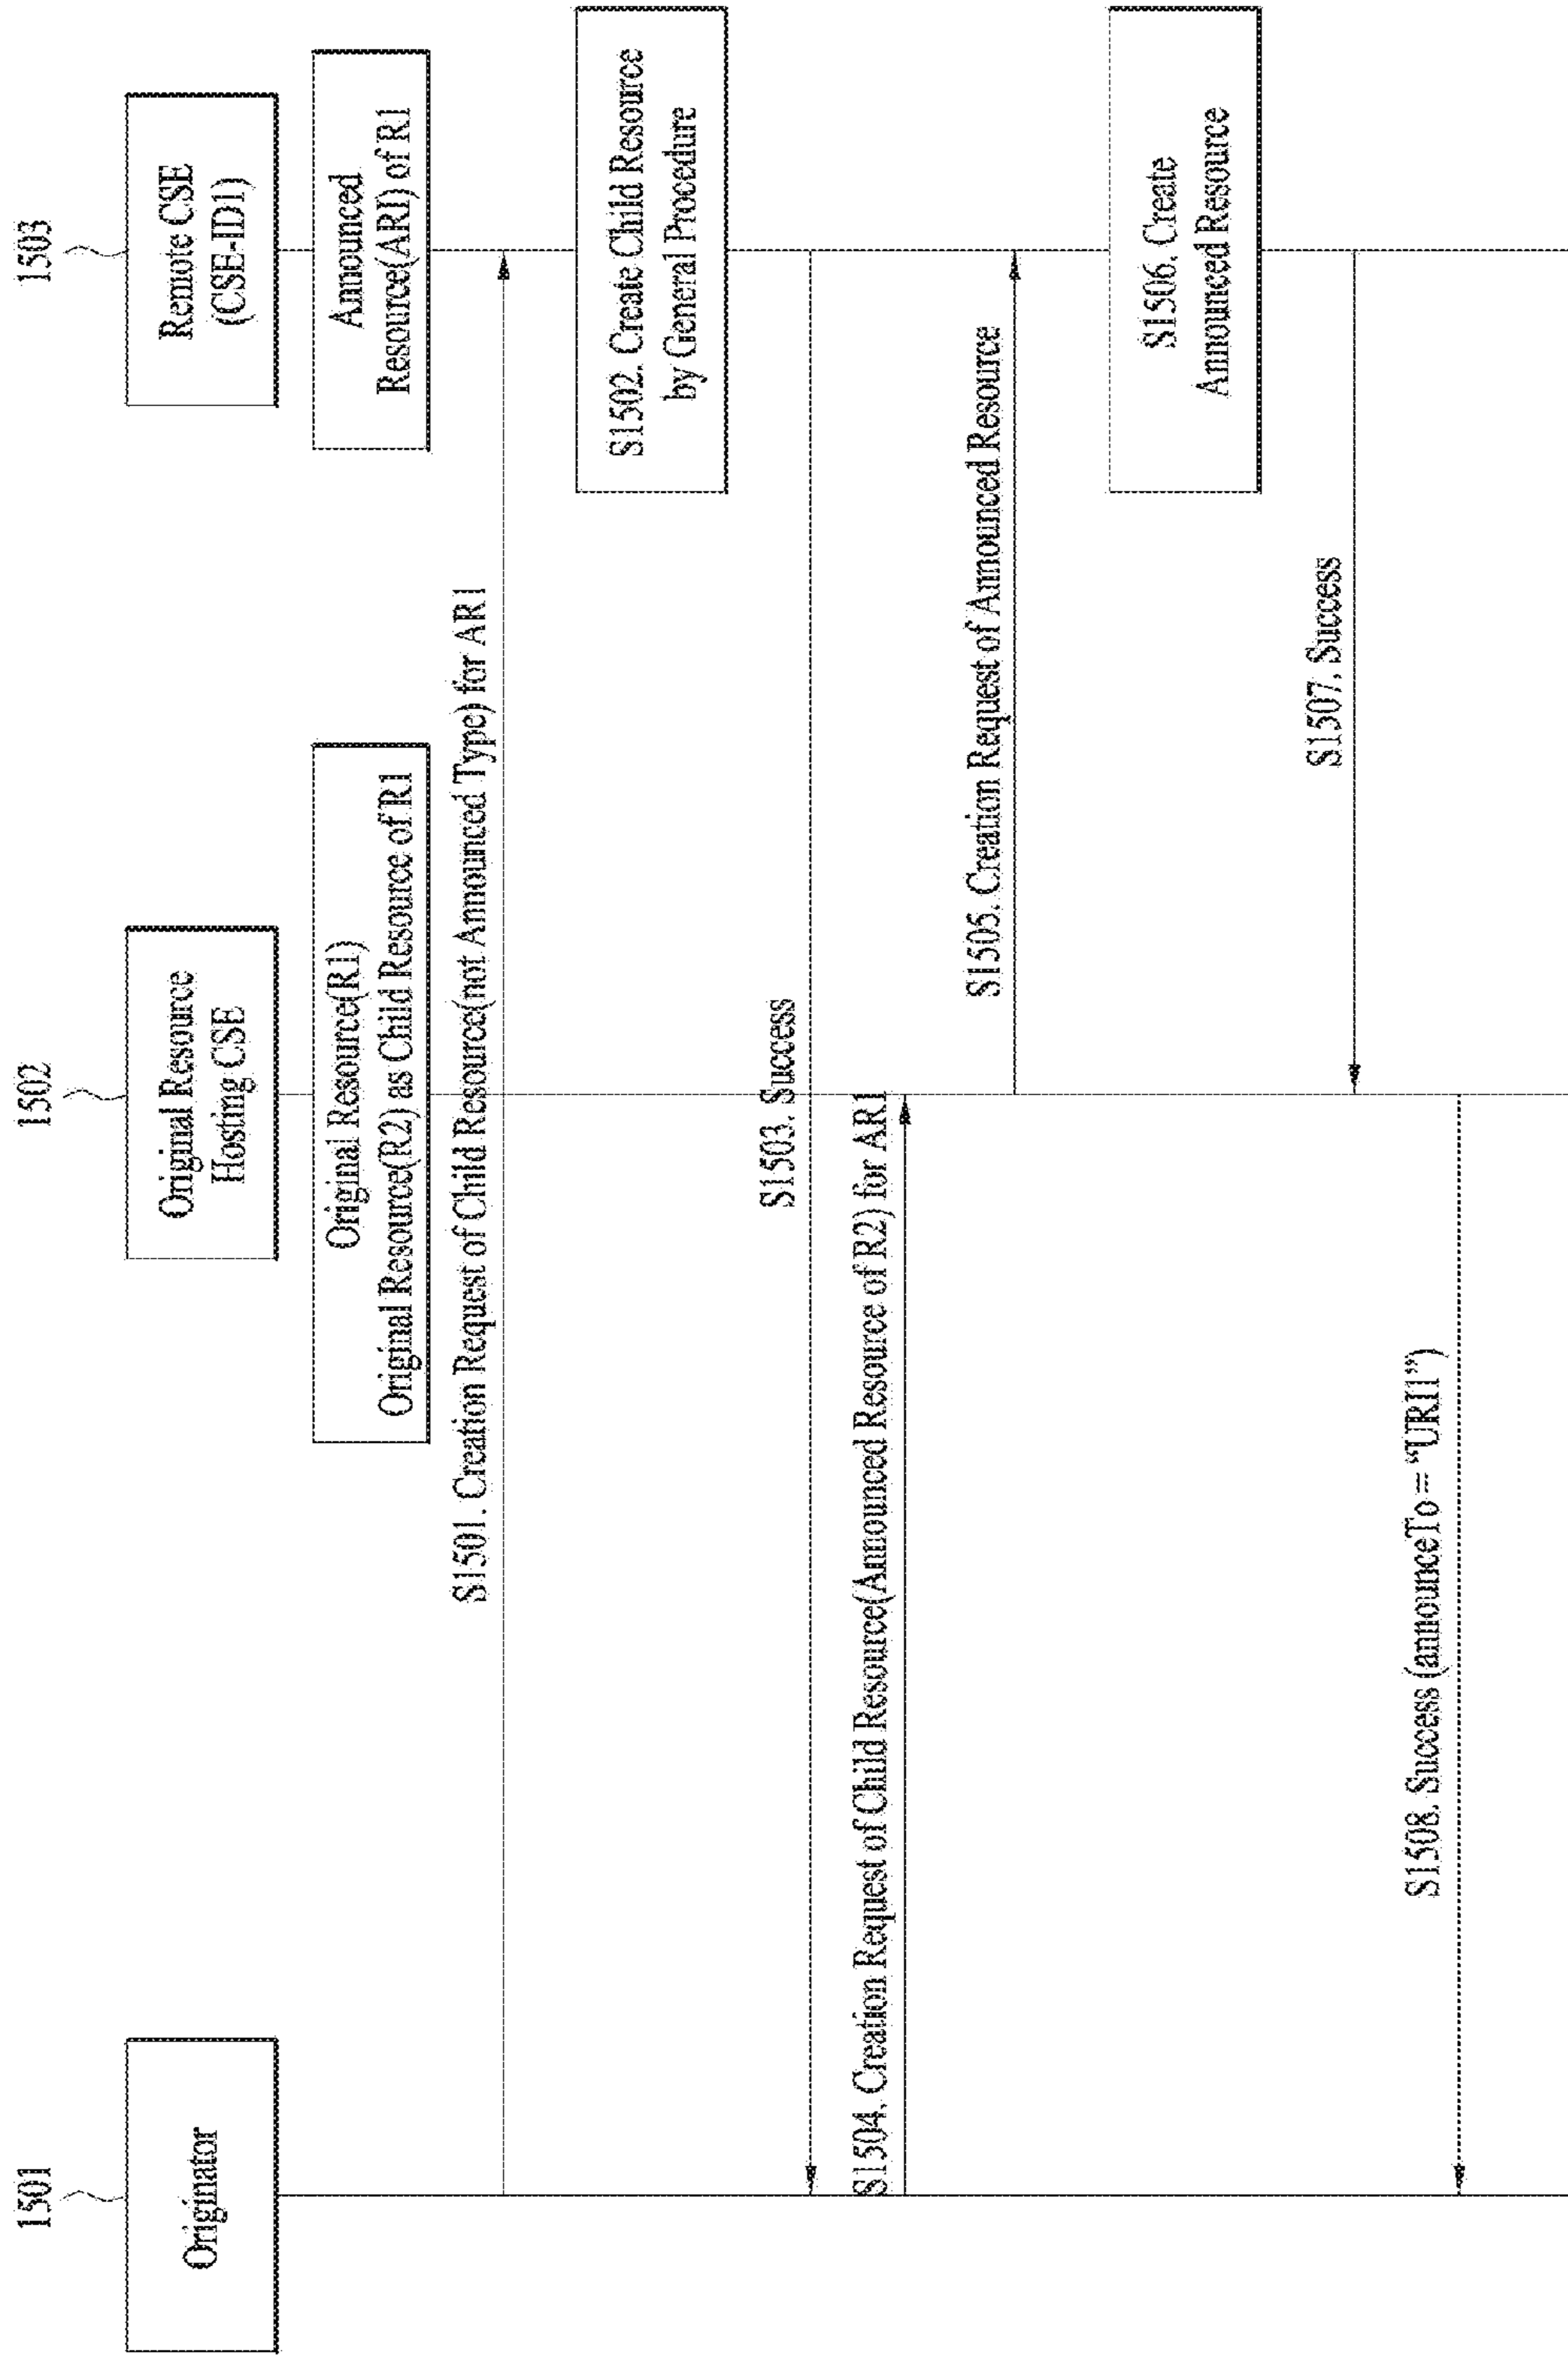 1501
1502
1503
Originator
Original Resource
Hosting CSE
Remote CSE
(CSE-ID1)
Original Resource(R1)
Original Resource(R2) as Child Resource of R1
Announced
Resource(AR1) of R1
S1501. Creation Request of Child Resource(not Announced Type) for AR1
S1502. Create Child Resource
by General Procedure
S1503. Success
S1504. Creation Request of Child Resource(Announced Resource of R2) for AR1
S1505. Creation Request of Announced Resource
S1506. Create
Announced Resource
S1507. Success
S1508. Success (announceTo = “URI1”)